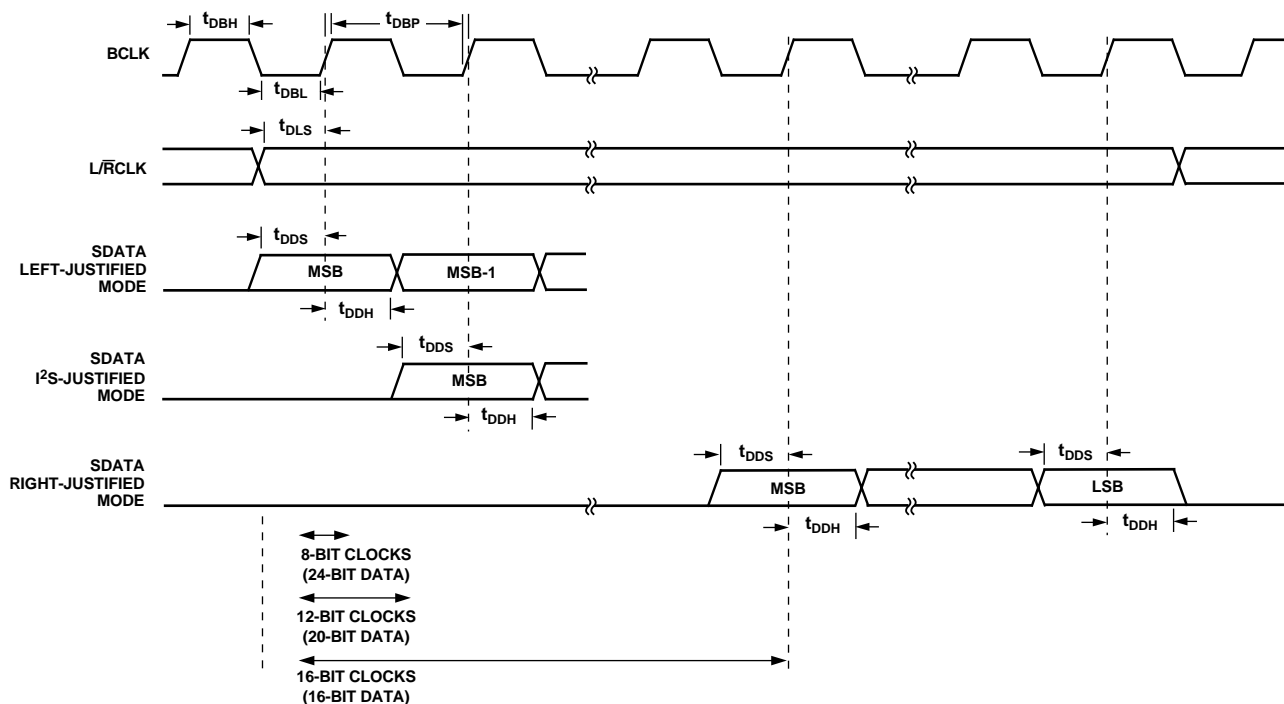 tDBH
tDBP
BCLK
tDBL
tDLS
L/R̅CLK
tDDS
SDATA
LEFT-JUSTIFIED
MODE
MSB
MSB-1
tDDH
tDDS
SDATA
I²S-JUSTIFIED
MODE
MSB
tDDH
tDDS
tDDS
SDATA
RIGHT-JUSTIFIED
MODE
MSB
LSB
tDDH
tDDH
8-BIT CLOCKS
(24-BIT DATA)
12-BIT CLOCKS
(20-BIT DATA)
16-BIT CLOCKS
(16-BIT DATA)